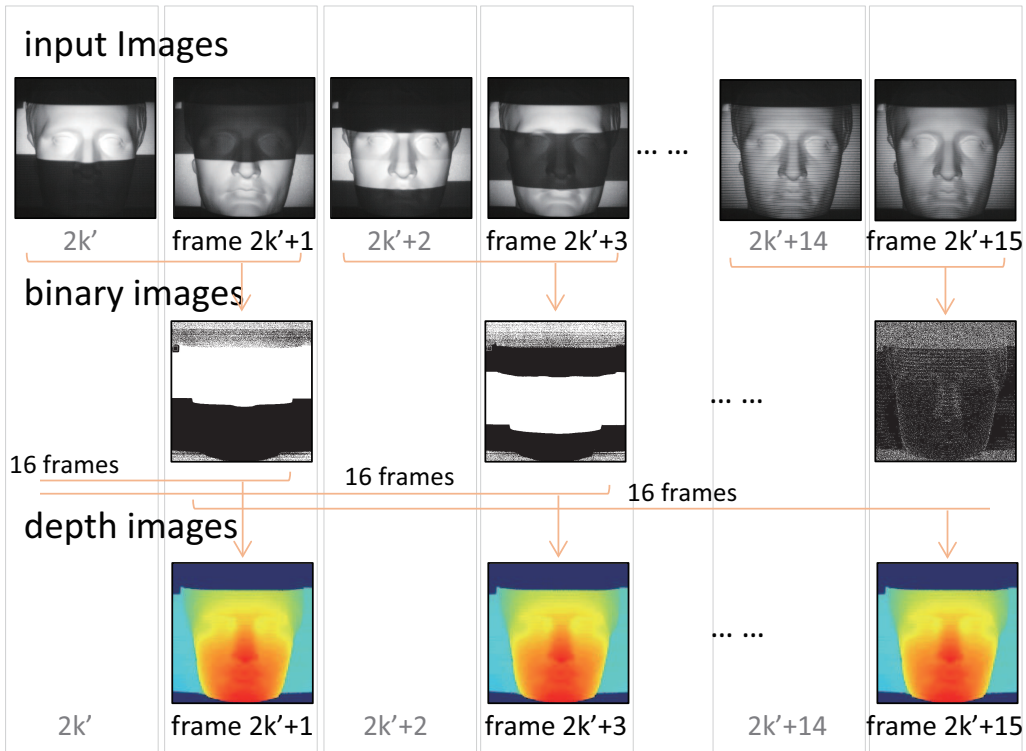 input Images
... ...
2k’ frame 2k’+1 2k’+2 frame 2k’+3 2k’+14 frame 2k’+15
binary images
... ...
16 frames
16 frames
16 frames
depth images
... ...
2k’ frame 2k’+1 2k’+2 frame 2k’+3 2k’+14 frame 2k’+15